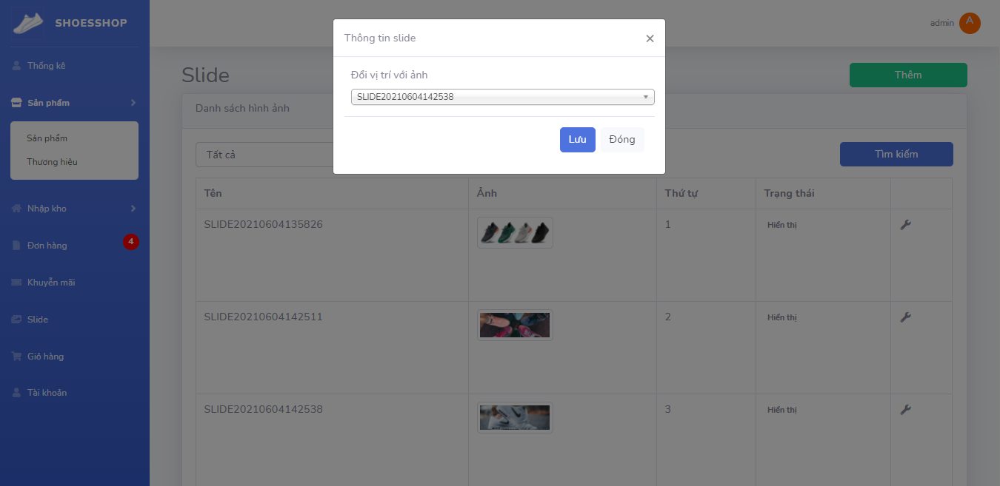 SHOESSHOP
Thống kê
Sản phẩm
Sản phẩm
Thương hiệu
Nhập kho
Đơn hàng
4
Khuyễn mãi
Slide
Giỏ hàng
Tài khoản
admin
A
Thông tin slide
×
Đổi vị trí với ảnh
SLIDE20210604142538
Lưu
Đóng
Slide
Thêm
Danh sách hình ảnh
Tất cả
Tìm kiếm
Tên Ảnh Thứ tự Trạng thái
SLIDE20210604135826 1 Hiển thị
SLIDE20210604142511 2 Hiển thị
SLIDE20210604142538 3 Hiển thị